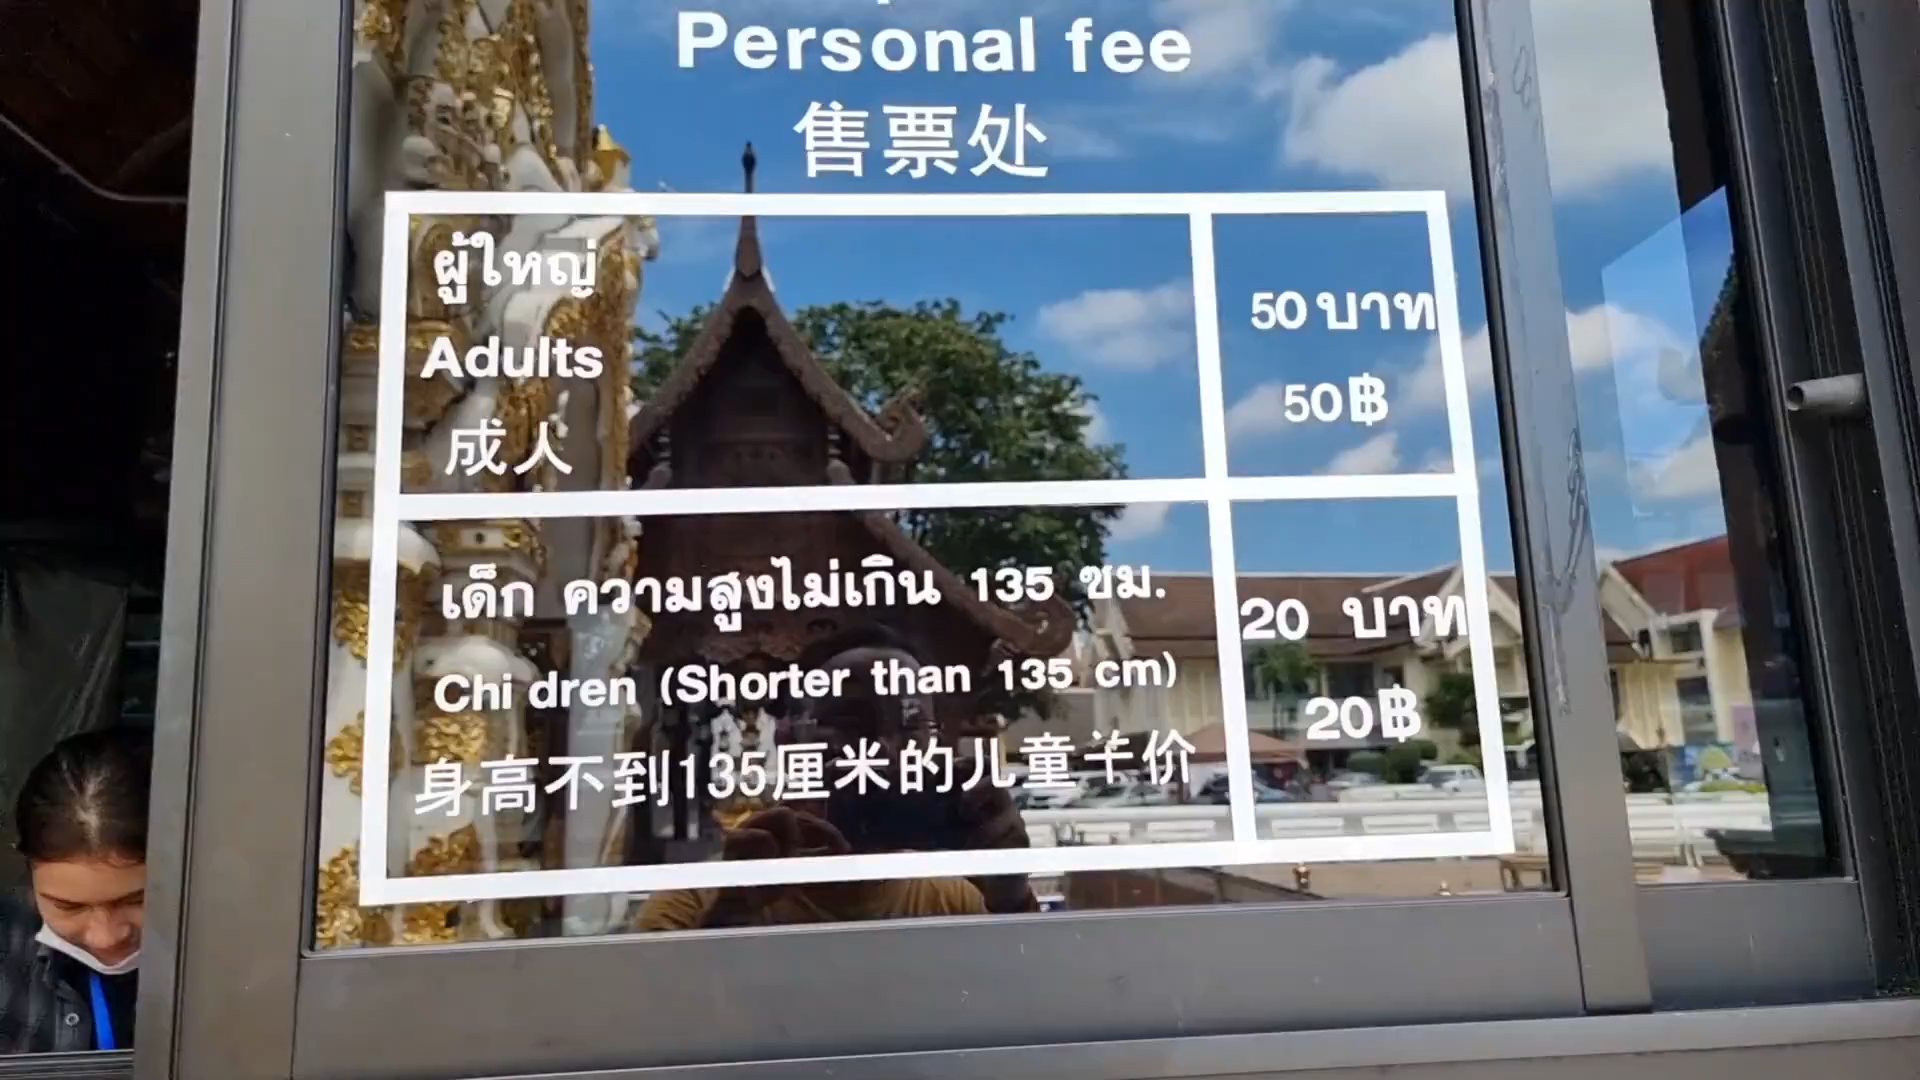 Personal fee
售票处
ผู้ใหญ่
Adults
成人
50 บาท
50฿
เด็ก ความสูงไม่เกิน 135 ซม.
Chi dren (Shorter than 135 cm)
身高不到135厘米的儿童半价
20 บาท
20฿